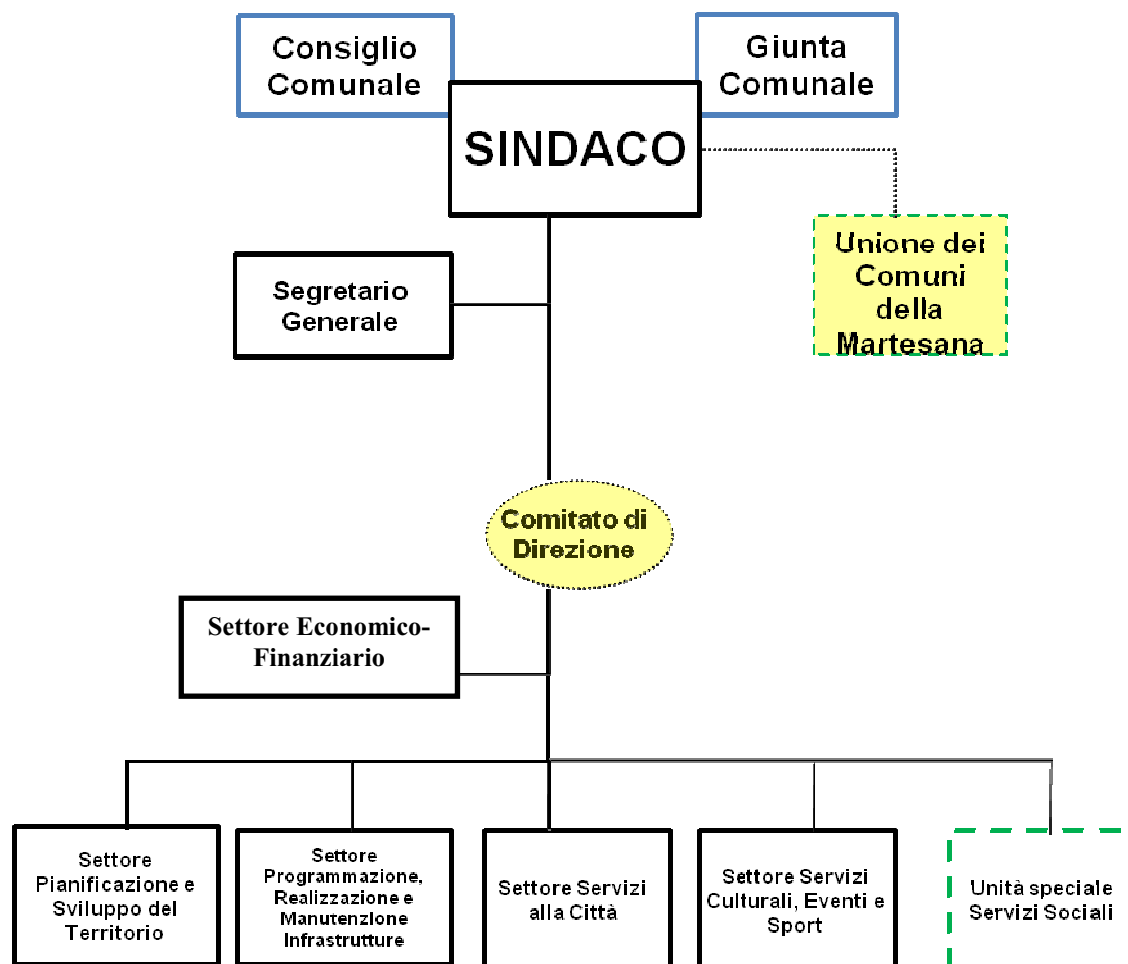 Consiglio
Comunale
Giunta
Comunale
SINDACO
Unione dei
Comuni
della
Martesana
Segretario
Generale
Comitato di
Direzione
Settore Economico-
Finanziario
Settore
Pianificazione e
Sviluppo del
Territorio
Settore
Programmazione,
Realizzazione e
Manutenzione
Infrastrutture
Settore Servizi
alla Città
Settore Servizi
Culturali, Eventi e
Sport
Unità speciale
Servizi Sociali